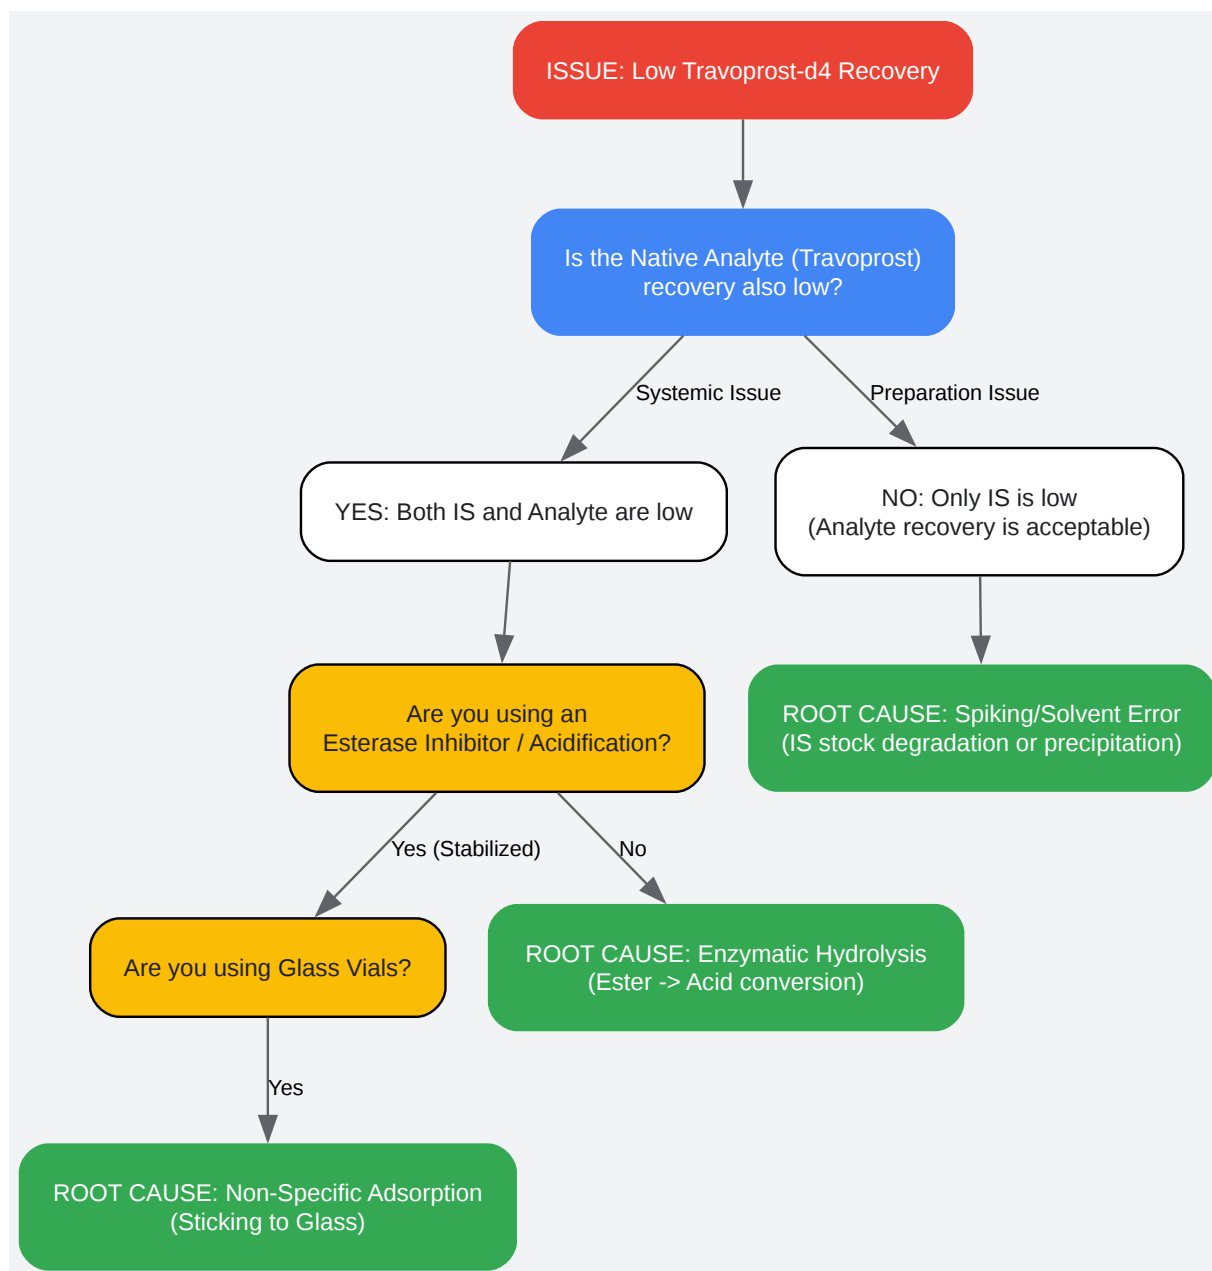 ISSUE: Low Travoprost-d4 Recovery
Is the Native Analyte (Travoprost)
recovery also low?
Systemic Issue
Preparation Issue
YES: Both IS and Analyte are low
NO: Only IS is low
(Analyte recovery is acceptable)
Are you using an
Esterase Inhibitor / Acidification?
ROOT CAUSE: Spiking/Solvent Error
(IS stock degradation or precipitation)
Yes (Stabilized)
No
Are you using Glass Vials?
ROOT CAUSE: Enzymatic Hydrolysis
(Ester -> Acid conversion)
Yes
ROOT CAUSE: Non-Specific Adsorption
(Sticking to Glass)